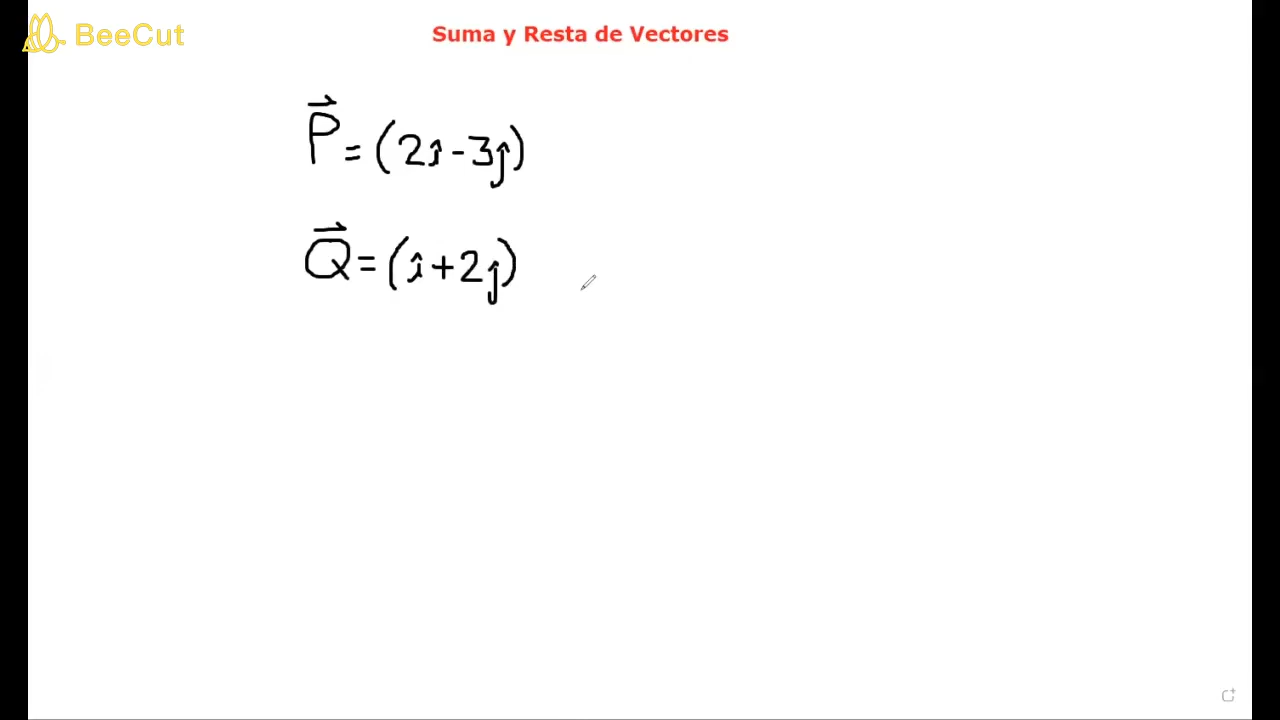 BeeCut
Suma y Resta de Vectores
P⃗ = (2î - 3ĵ)
Q⃗ = (î + 2ĵ)